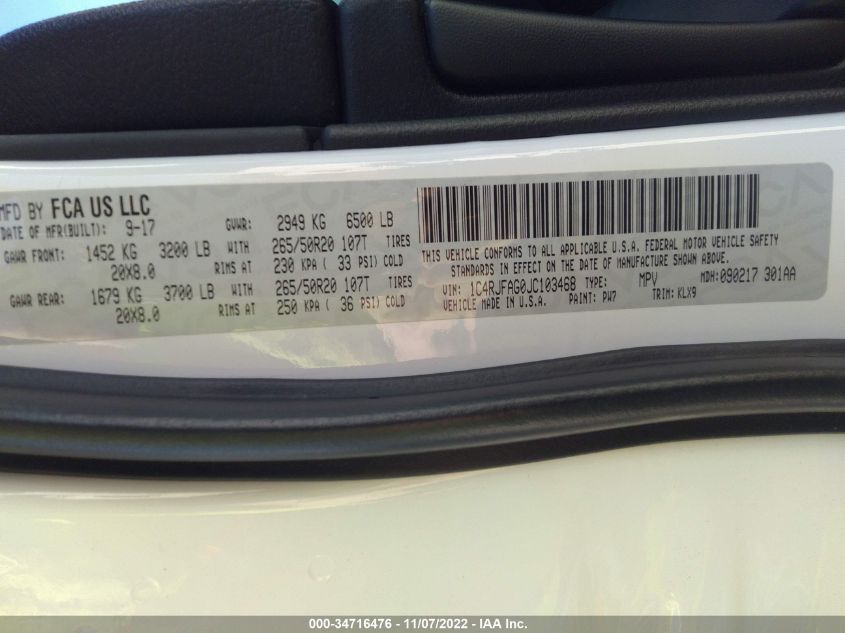 MFD BY FCA US LLC
DATE OF MFR(BUILT): 9-17 GVWR: 2949 KG 6500 LB
GAWR FRONT: 1452 KG 3200 LB WITH 265/50R20 107T TIRES
20X8.0 RIMS AT 230 KPA ( 33 PSI) COLD
GAWR REAR: 1679 KG 3700 LB WITH 265/50R20 107T TIRES
20X8.0 RIMS AT 250 KPA ( 36 PSI) COLD
THIS VEHICLE CONFORMS TO ALL APPLICABLE U.S.A. FEDERAL MOTOR VEHICLE SAFETY
STANDARDS IN EFFECT ON THE DATE OF MANUFACTURE SHOWN ABOVE.
VIN: 1C4RJFAG0JC103468 TYPE: MPV MDH: 090217 301AA
MADE IN U.S.A. PAINT: PW7 TRIM: KLX9
000-34716476 - 11/07/2022 - IAA Inc.